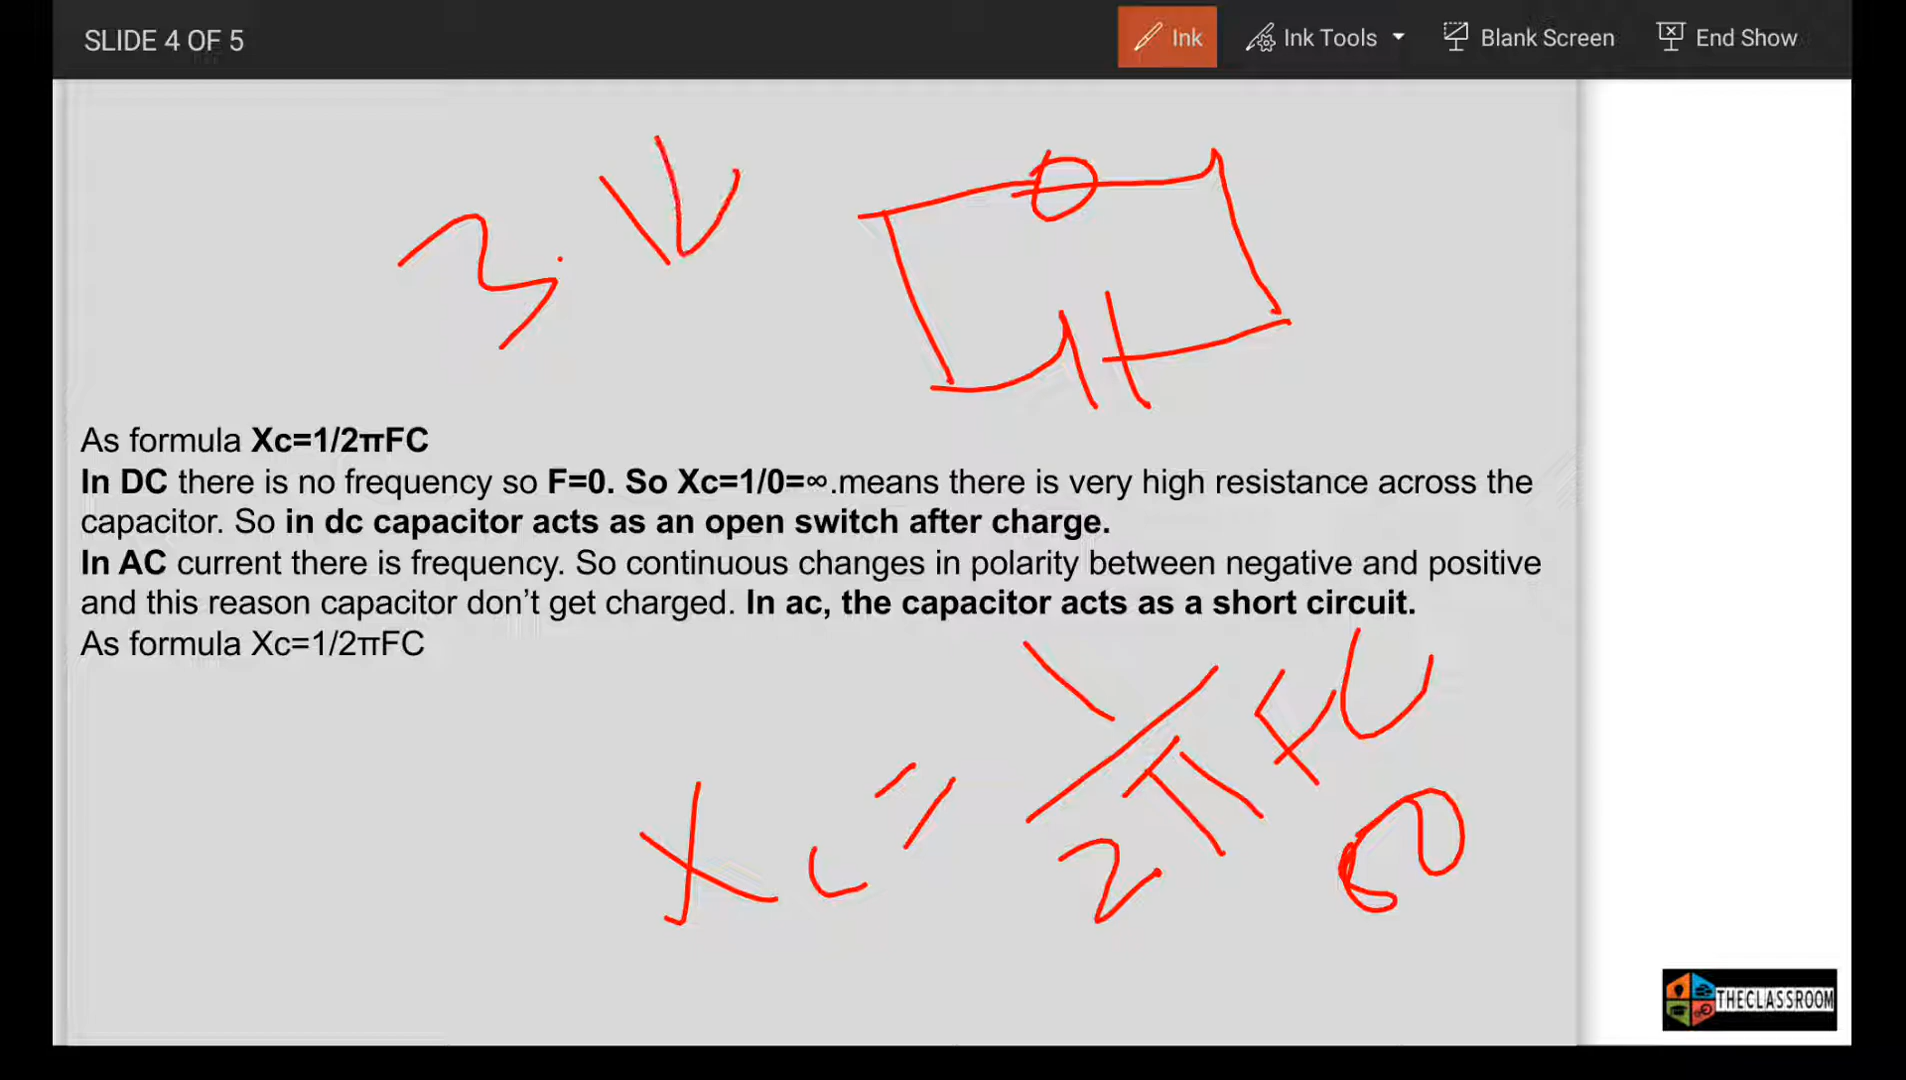 SLIDE 4 OF 5
Ink
Ink Tools
Blank Screen
End Show
3.
As formula Xc=1/2πFC
In DC there is no frequency so F=0. So Xc=1/0=∞.means there is very high resistance across the
capacitor. So in dc capacitor acts as an open switch after charge.
In AC current there is frequency. So continuous changes in polarity between negative and positive
and this reason capacitor don't get charged. In ac, the capacitor acts as a short circuit.
As formula Xc=1/2πFC
Xc = 1/2πFC
THECLASSROOM